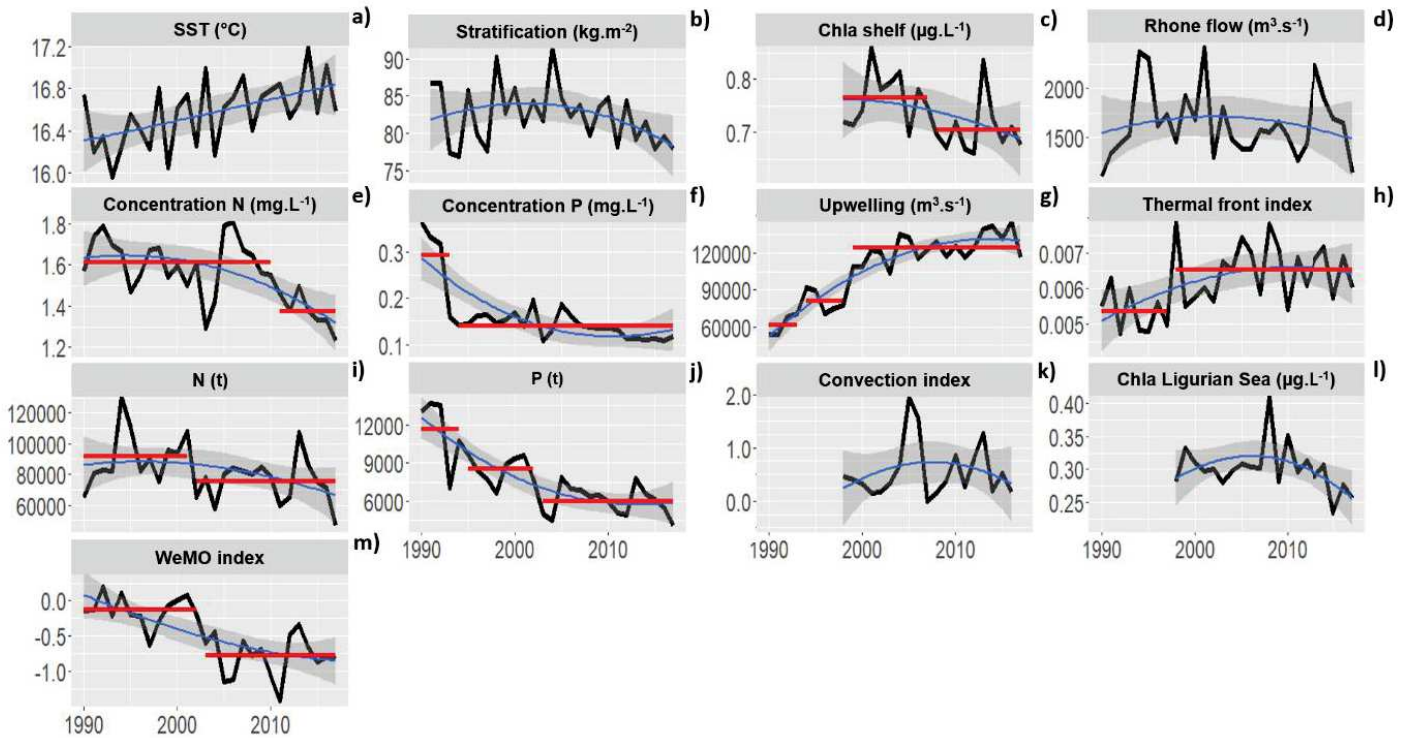 SST (°C)
a)
17.2
16.8
16.4
16.0
Stratification (kg.m-2)
b)
90
85
80
75
Chla shelf (µg.L-1)
c)
0.8
0.7
Rhone flow (m3.s-1)
d)
2000
1500
Concentration N (mg.L-1)
e)
1.8
1.6
1.4
1.2
Concentration P (mg.L-1)
f)
0.3
0.2
0.1
Upwelling (m3.s-1)
g)
120000
90000
60000
Thermal front index
h)
0.007
0.006
0.005
N (t)
i)
120000
100000
80000
60000
P (t)
j)
12000
9000
6000
1990 2000 2010
Convection index
k)
2.0
1.0
0.0
1990 2000 2010
Chla Ligurian Sea (µg.L-1)
l)
0.40
0.35
0.30
0.25
1990 2000 2010
WeMO index
m)
0.0
-0.5
-1.0
1990 2000 2010